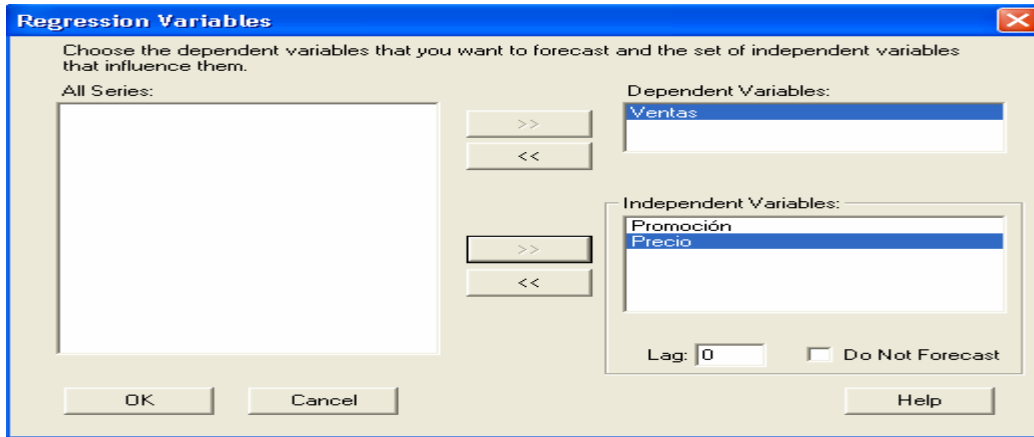 Regression Variables
Choose the dependent variables that you want to forecast and the set of independent variables
that influence them.
All Series:
Dependent Variables:
Ventas
>>
<<
Independent Variables:
Promoción
Precio
>>
<<
Lag: 0
Do Not Forecast
OK
Cancel
Help